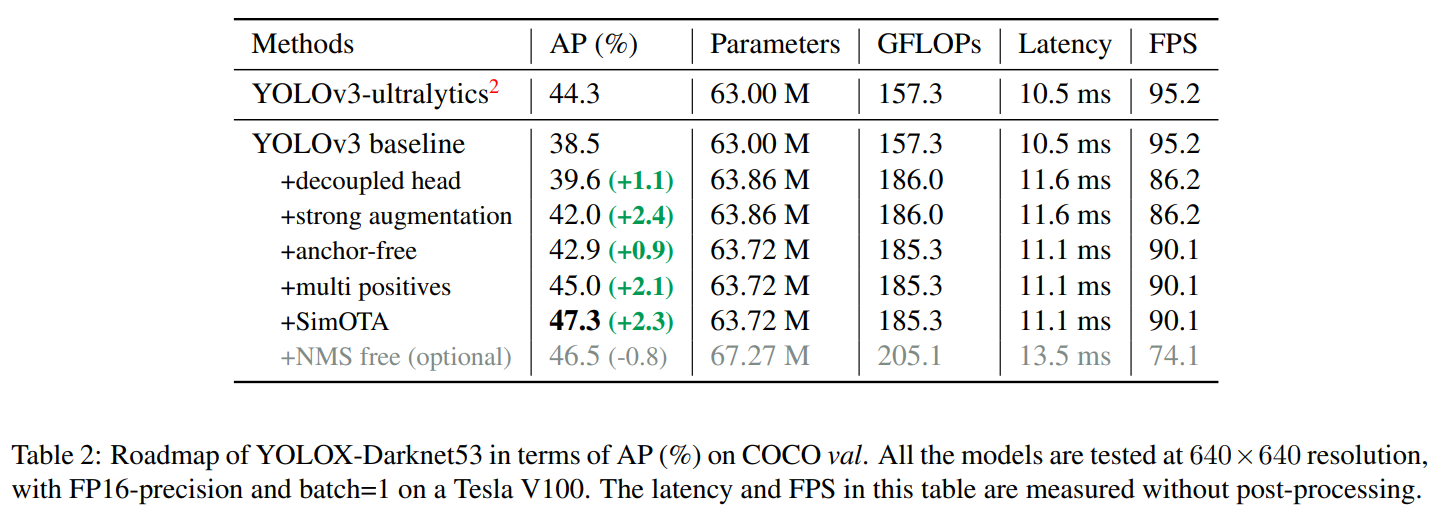 Methods AP (%) Parameters GFLOPs Latency FPS
YOLOv3-ultralytics2 44.3 63.00 M 157.3 10.5 ms 95.2
YOLOv3 baseline 38.5 63.00 M 157.3 10.5 ms 95.2
+decoupled head 39.6 (+1.1) 63.86 M 186.0 11.6 ms 86.2
+strong augmentation 42.0 (+2.4) 63.86 M 186.0 11.6 ms 86.2
+anchor-free 42.9 (+0.9) 63.72 M 185.3 11.1 ms 90.1
+multi positives 45.0 (+2.1) 63.72 M 185.3 11.1 ms 90.1
+SimOTA 47.3 (+2.3) 63.72 M 185.3 11.1 ms 90.1
+NMS free (optional) 46.5 (-0.8) 67.27 M 205.1 13.5 ms 74.1
Table 2: Roadmap of YOLOX-Darknet53 in terms of AP (%) on COCO val. All the models are tested at 640×640 resolution,
with FP16-precision and batch=1 on a Tesla V100. The latency and FPS in this table are measured without post-processing.